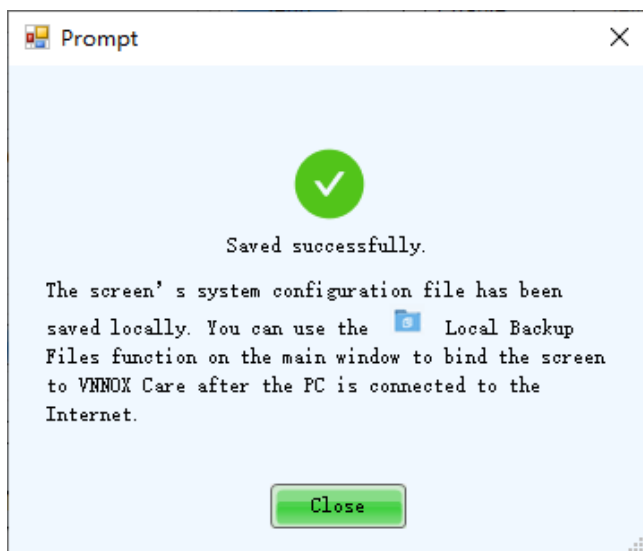 Prompt
Saved successfully.
The screen’s system configuration file has been
saved locally. You can use the Local Backup
Files function on the main window to bind the screen
to VNNOX Care after the PC is connected to the
Internet.
Close